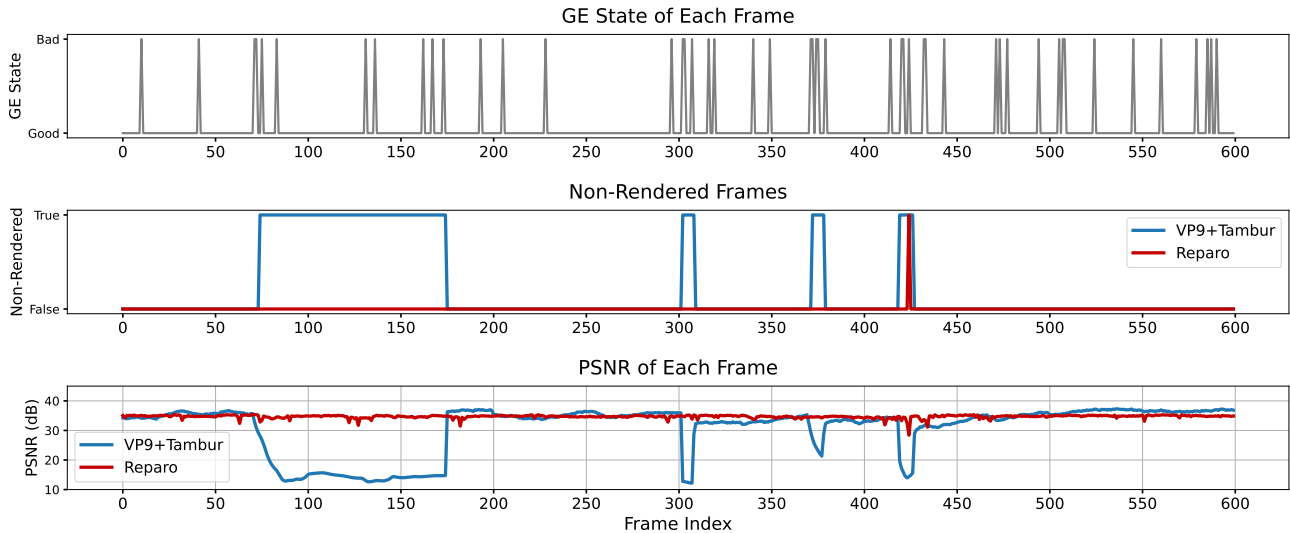 GE State of Each Frame
GE State
Bad
Good
0 50 100 150 200 250 300 350 400 450 500 550 600
Non-Rendered Frames
Non-Rendered
True
False
VP9+Tambur
Reparo
0 50 100 150 200 250 300 350 400 450 500 550 600
PSNR of Each Frame
PSNR (dB)
40
30
20
10
VP9+Tambur
Reparo
0 50 100 150 200 250 300 350 400 450 500 550 600
Frame Index